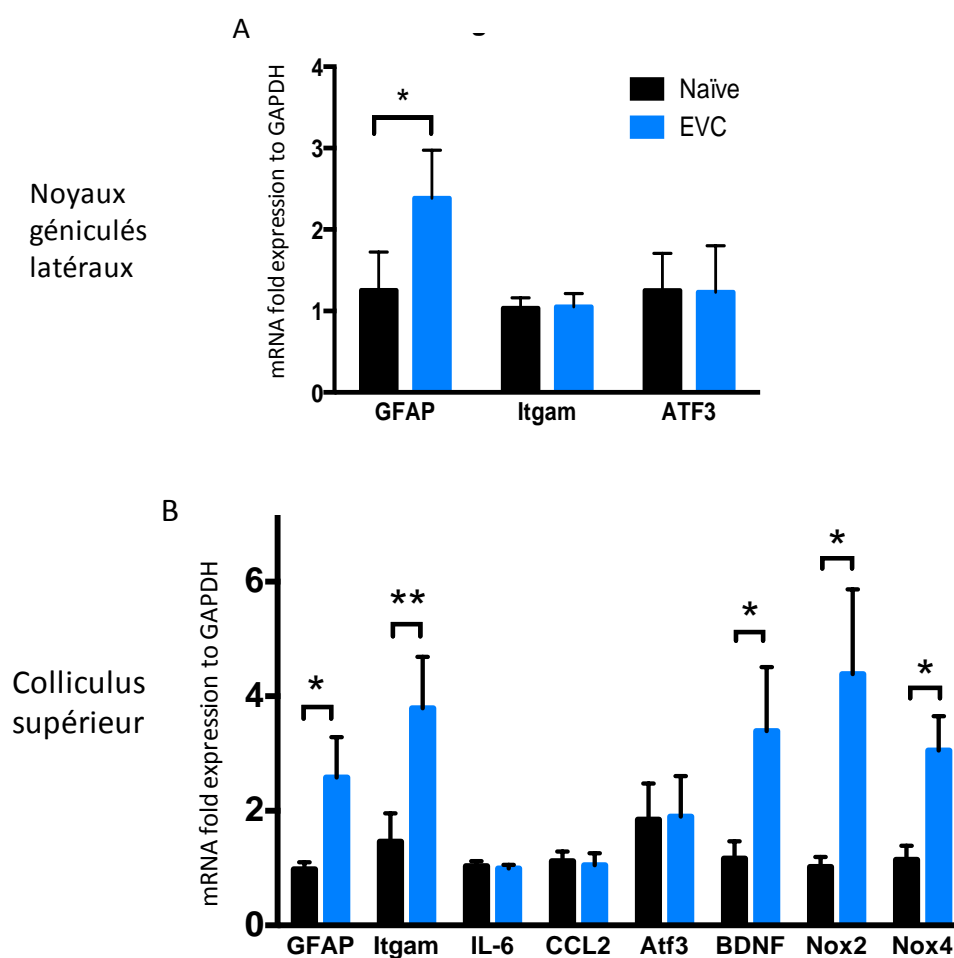 A
mRNA fold expression to GAPDH
4
3
2
1
0
*
Naïve
EVC
GFAP Itgam ATF3
Noyaux
géniculés
latéraux
B
mRNA fold expression to GAPDH
6
4
2
0
*
**
*
*
*
GFAP Itgam IL-6 CCL2 Atf3 BDNF Nox2 Nox4
Colliculus
supérieur